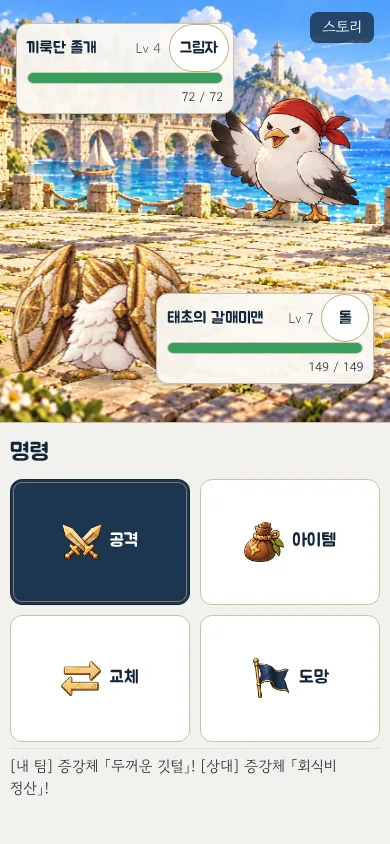 스토리
끼룩단 졸개 Lv 4 그림자
72 / 72
태초의 갈매미맨 Lv 7 돌
149 / 149
명령
공격
아이템
교체
도망
[내 팀] 증강체 「두꺼운 깃털」! [상대] 증강체 「회식비
정산」!